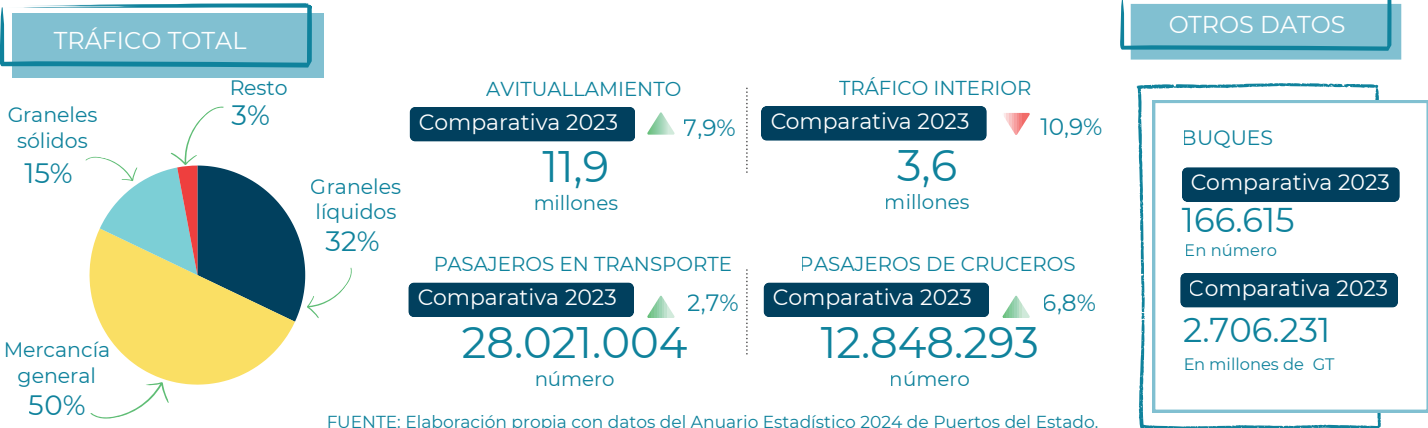 TRÁFICO TOTAL
Resto
3%
Graneles
sólidos
15%
Graneles
líquidos
32%
Mercancía
general
50%
AVITUALLAMIENTO
Comparativa 2023
7,9%
11,9
millones
TRÁFICO INTERIOR
Comparativa 2023
10,9%
3,6
millones
PASAJEROS EN TRANSPORTE
Comparativa 2023
2,7%
28.021.004
número
PASAJEROS DE CRUCEROS
Comparativa 2023
6,8%
12.848.293
número
OTROS DATOS
BUQUES
Comparativa 2023
166.615
En número
Comparativa 2023
2.706.231
En millones de GT
FUENTE: Elaboración propia con datos del Anuario Estadístico 2024 de Puertos del Estado.